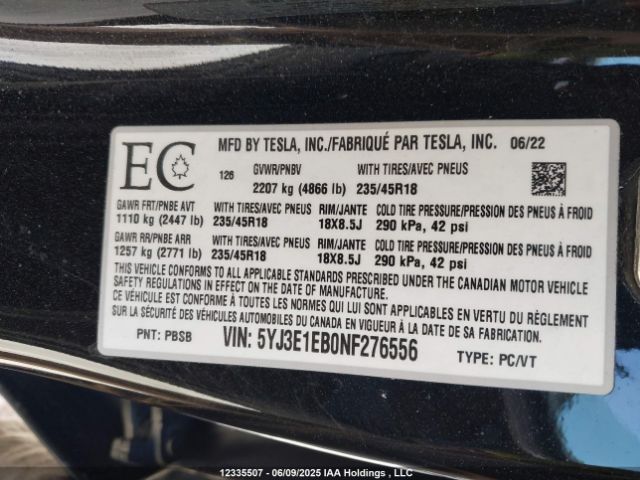 EC
MFD BY TESLA, INC./FABRIQUÉ PAR TESLA, INC. 06/22
126 GVWR/PNBV WITH TIRES/AVEC PNEUS
2207 kg (4866 lb) 235/45R18
GAWR FRT/PNBE AVT WITH TIRES/AVEC PNEUS RIM/JANTE COLD TIRE PRESSURE/PRESSION DES PNEUS À FROID
1110 kg (2447 lb) 235/45R18 18X8.5J 290 kPa, 42 psi
GAWR RR/PNBE ARR WITH TIRES/AVEC PNEUS RIM/JANTE COLD TIRE PRESSURE/PRESSION DES PNEUS À FROID
1257 kg (2771 lb) 235/45R18 18X8.5J 290 kPa, 42 psi
THIS VEHICLE CONFORMS TO ALL APPLICABLE STANDARDS PRESCRIBED UNDER THE CANADIAN MOTOR VEHICLE
SAFETY REGULATIONS IN EFFECT ON THE DATE OF MANUFACTURE.
CE VÉHICULE EST CONFORME À TOUTES LES NORMES QUI LUI SONT APPLICABLES EN VERTU DU RÈGLEMENT
SUR LA SÉCURITÉ DES VÉHICULES AUTOMOBILES DU CANADA EN VIGUEUR À LA DATE DE SA FABRICATION.
PNT: PBSB VIN: 5YJ3E1EB0NF276556 TYPE: PC/VT
12335507 - 06/09/2025 IAA Holdings , LLC